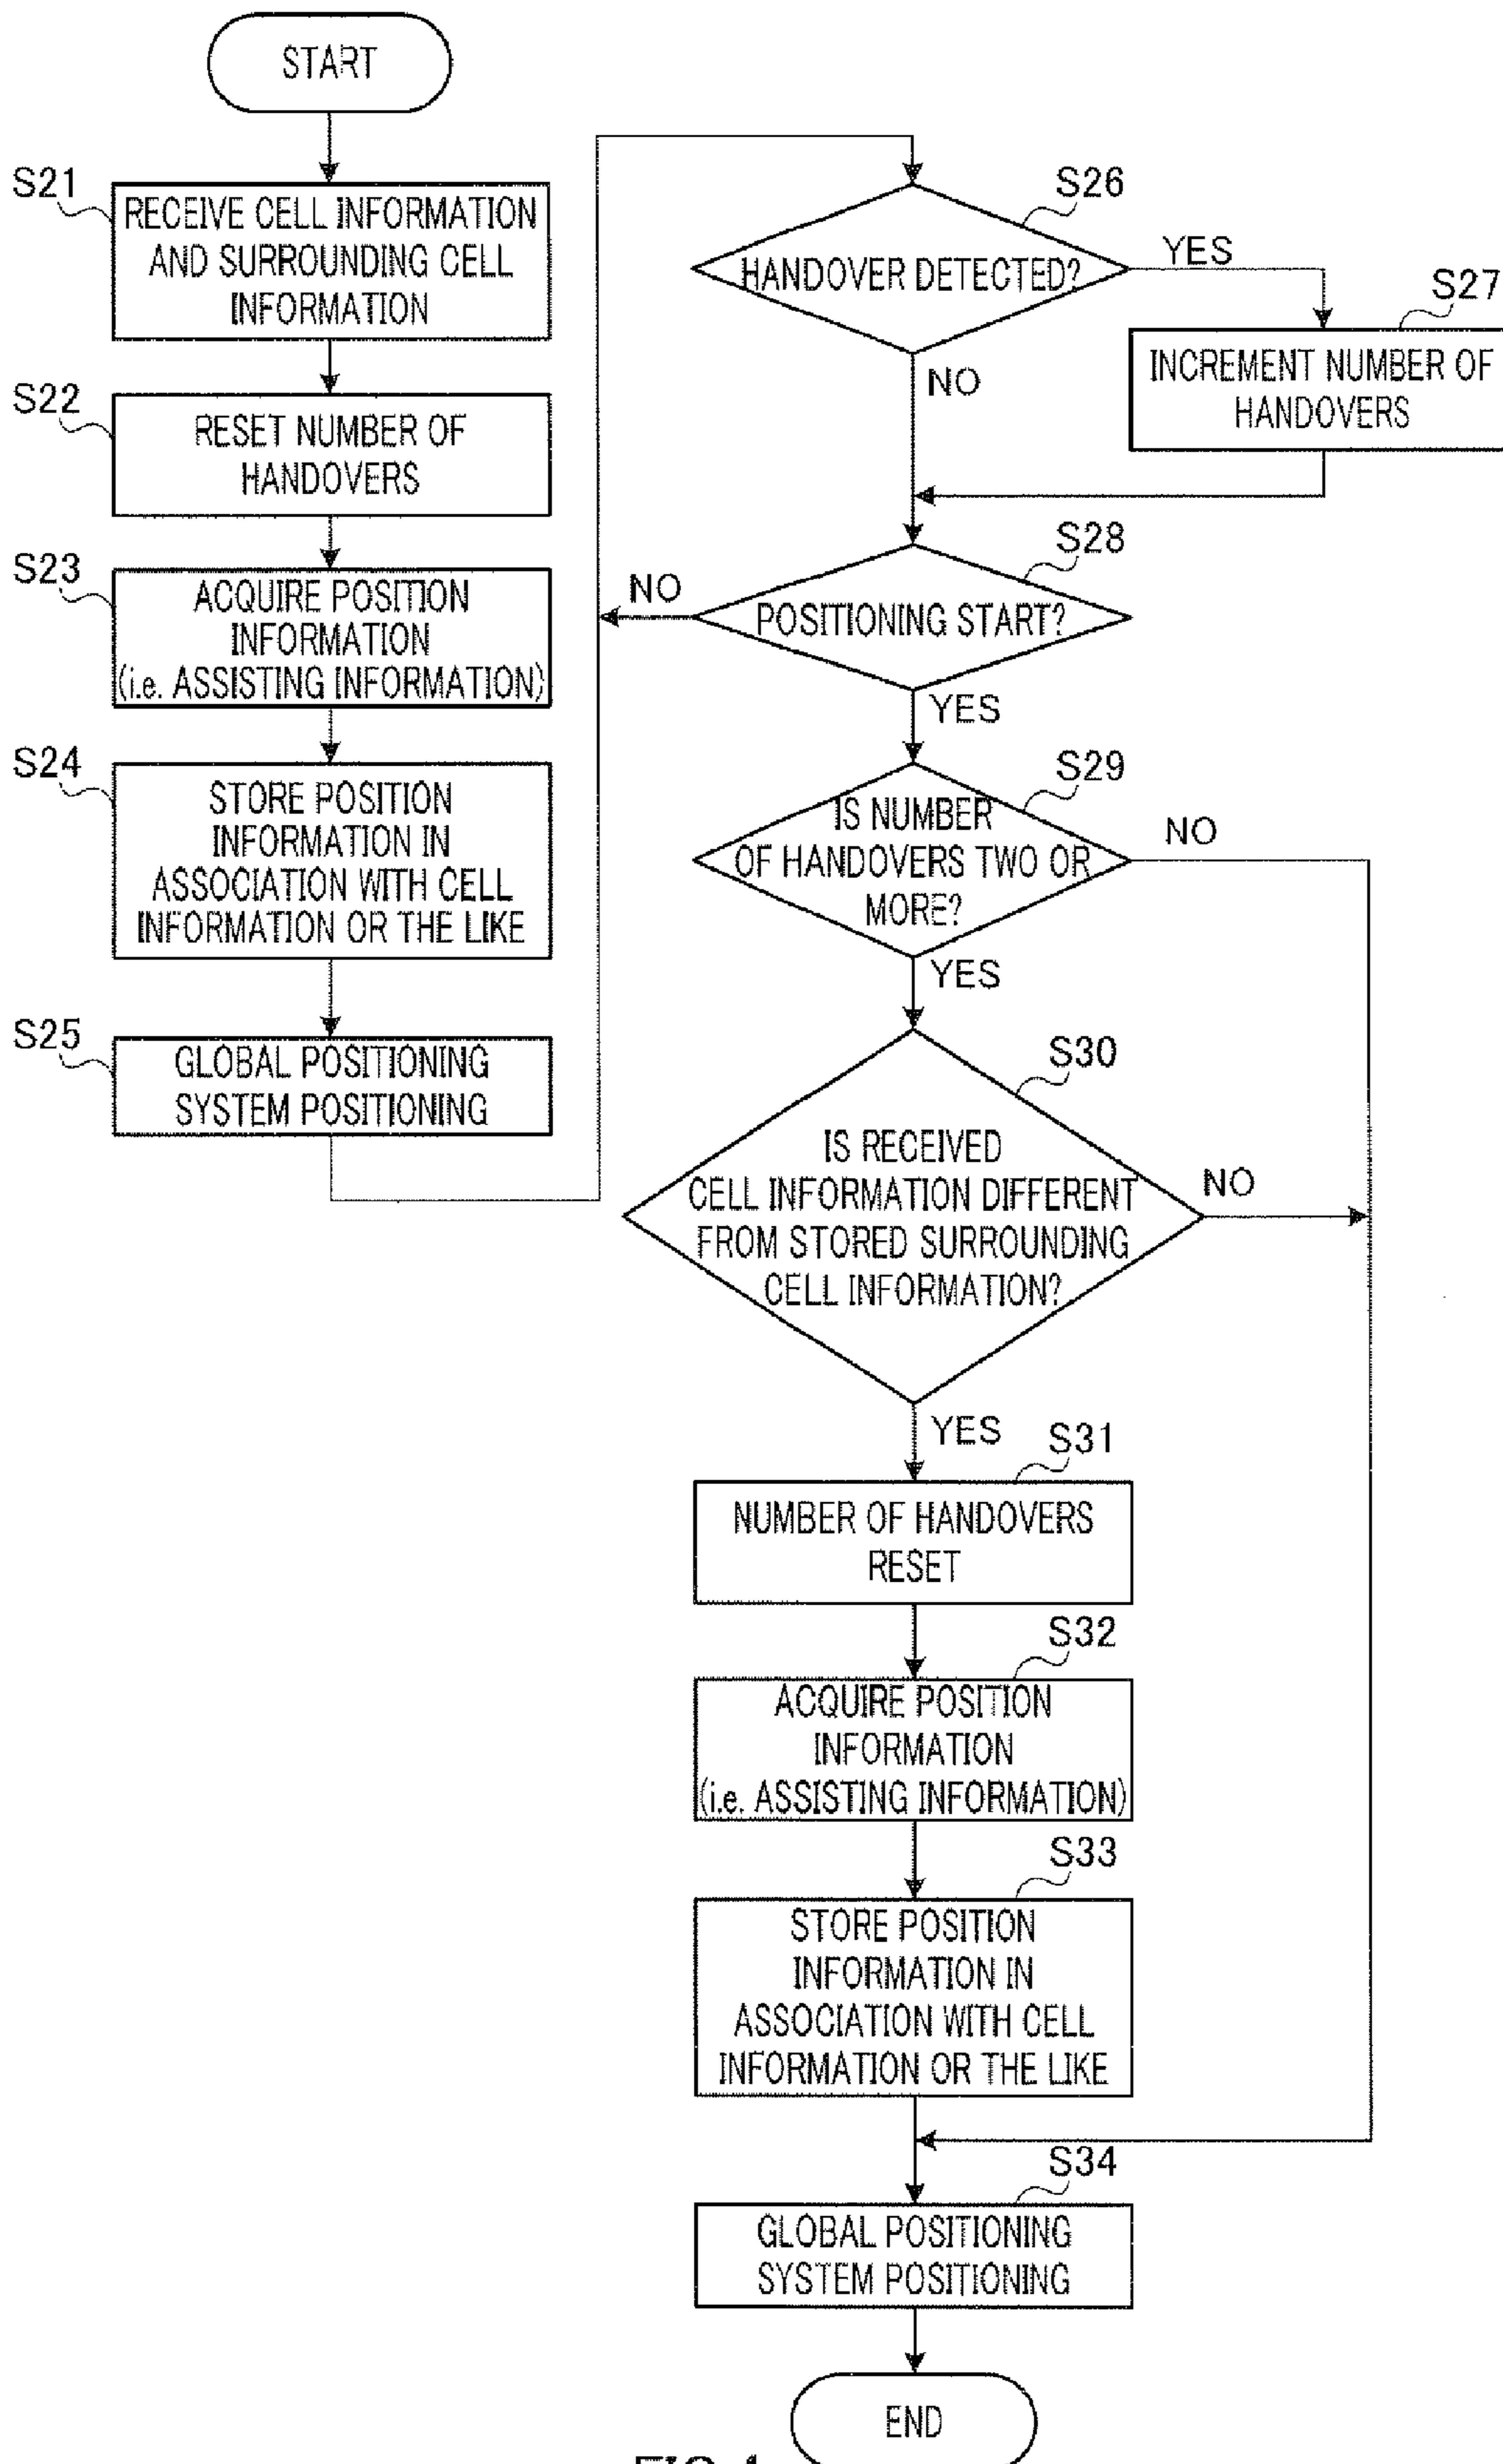 START
S21
RECEIVE CELL INFORMATION
AND SURROUNDING CELL
INFORMATION
S22
RESET NUMBER OF
HANDOVERS
S23
ACQUIRE POSITION
INFORMATION
(i.e. ASSISTING INFORMATION)
S24
STORE POSITION
INFORMATION IN
ASSOCIATION WITH CELL
INFORMATION OR THE LIKE
S25
GLOBAL POSITIONING
SYSTEM POSITIONING
S26
HANDOVER DETECTED?
YES
NO
S27
INCREMENT NUMBER OF
HANDOVERS
S28
POSITIONING START?
NO
YES
S29
IS NUMBER
OF HANDOVERS TWO OR
MORE?
NO
YES
S30
IS RECEIVED
CELL INFORMATION DIFFERENT
FROM STORED SURROUNDING
CELL INFORMATION?
NO
YES
S31
NUMBER OF HANDOVERS
RESET
S32
ACQUIRE POSITION
INFORMATION
(i.e. ASSISTING INFORMATION)
S33
STORE POSITION
INFORMATION IN
ASSOCIATION WITH CELL
INFORMATION OR THE LIKE
S34
GLOBAL POSITIONING
SYSTEM POSITIONING
END